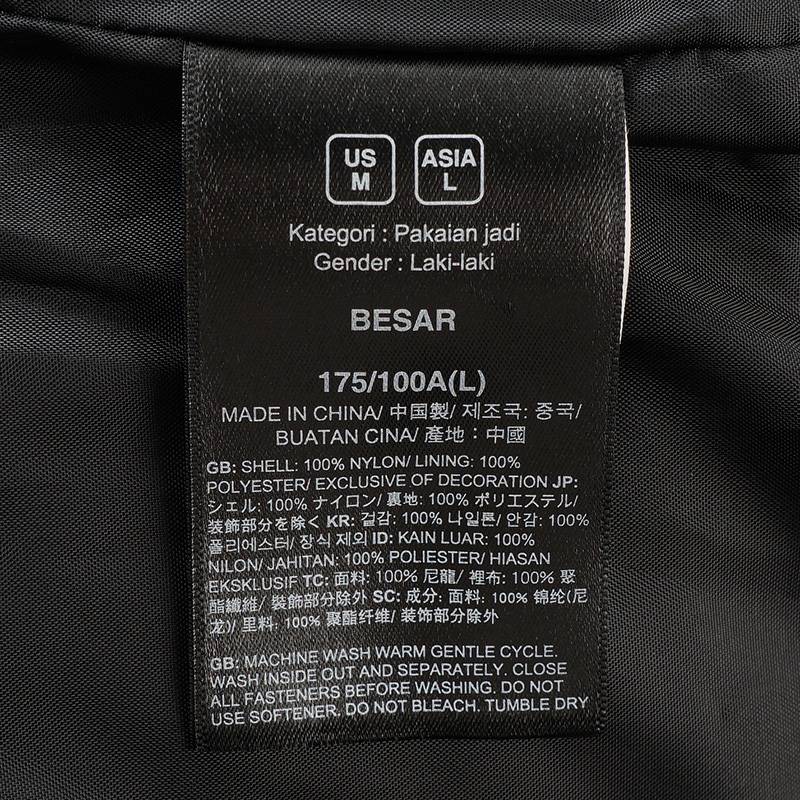 US
M
ASIA
L
Kategori : Pakaian jadi
Gender : Laki-laki
BESAR
175/100A(L)
MADE IN CHINA/ 中国製/ 제조국: 중국/
BUATAN CINA/ 產地：中國
GB: SHELL: 100% NYLON/ LINING: 100%
POLYESTER/ EXCLUSIVE OF DECORATION JP:
シェル: 100% ナイロン/ 裏地: 100% ポリエステル/
装飾部分を除く KR: 겉감: 100% 나일론/ 안감: 100%
폴리에스터/ 장식 제외 ID: KAIN LUAR: 100%
NILON/ JAHITAN: 100% POLIESTER/ HIASAN
EKSKLUSIF TC: 面料: 100% 尼龍/ 裡布: 100% 聚
酯纖維/ 裝飾部分除外 SC: 成分: 面料: 100% 锦纶(尼
龙)/ 里料: 100% 聚酯纤维/ 装饰部分除外
GB: MACHINE WASH WARM GENTLE CYCLE.
WASH INSIDE OUT AND SEPARATELY. CLOSE
ALL FASTENERS BEFORE WASHING. DO NOT
USE SOFTENER. DO NOT BLEACH. TUMBLE DRY